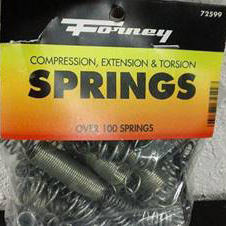 Forney
72599
COMPRESSION, EXTENSION & TORSION
SPRINGS
OVER 100 SPRINGS